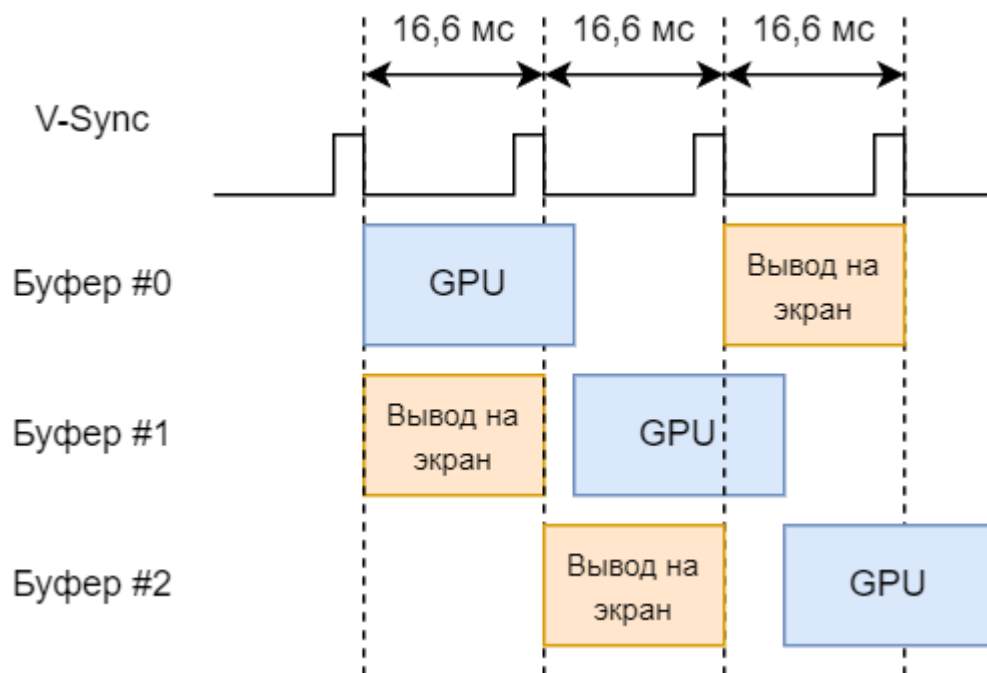 16,6 мс 16,6 мс 16,6 мс
V-Sync
Буфер #0
GPU
Вывод на
экран
Буфер #1
Вывод на
экран
GPU
Буфер #2
Вывод на
экран
GPU